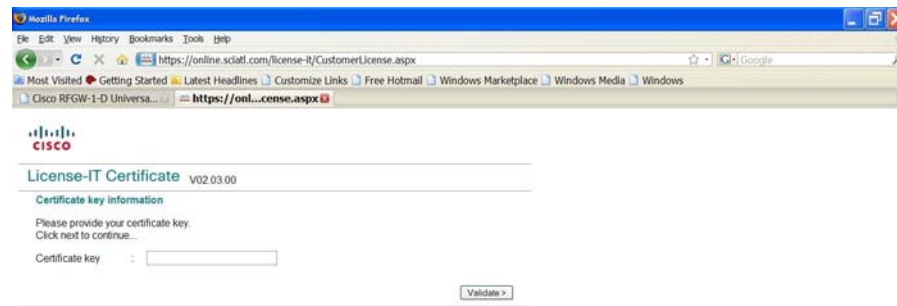 Mozilla Firefox
File Edit View History Bookmarks Tools Help
https://online.sciatl.com/license-it/CustomerLicense.aspx
Google
Most Visited Getting Started Latest Headlines Customize Links Free Hotmail Windows Marketplace Windows Media Windows
Cisco RFGW-1-D Universa... https://onl...cense.aspx
CISCO
License-IT Certificate V02.03.00
Certificate key information
Please provide your certificate key.
Click next to continue...
Certificate key :
Validate >